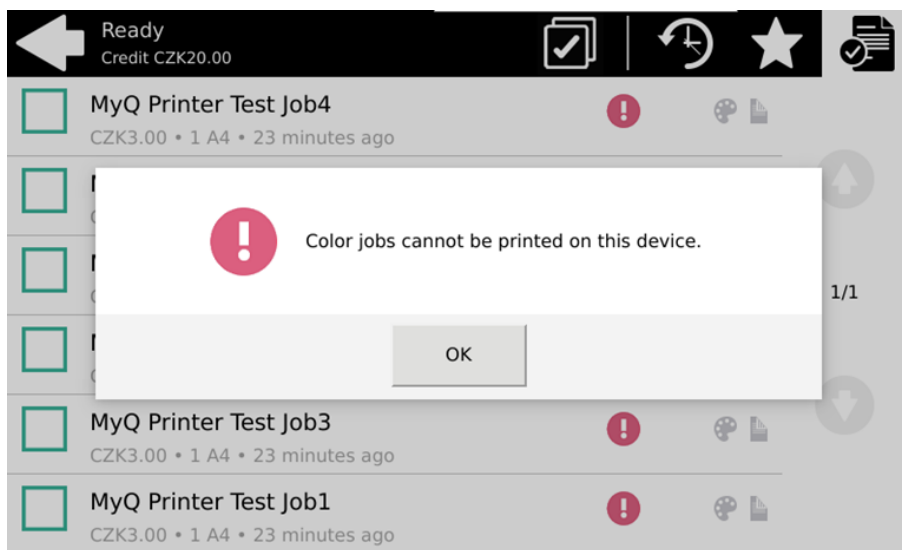 Ready
Credit CZK20.00
MyQ Printer Test Job4
CZK3.00 • 1 A4 • 23 minutes ago
Color jobs cannot be printed on this device.
1/1
OK
MyQ Printer Test Job3
CZK3.00 • 1 A4 • 23 minutes ago
MyQ Printer Test Job1
CZK3.00 • 1 A4 • 23 minutes ago